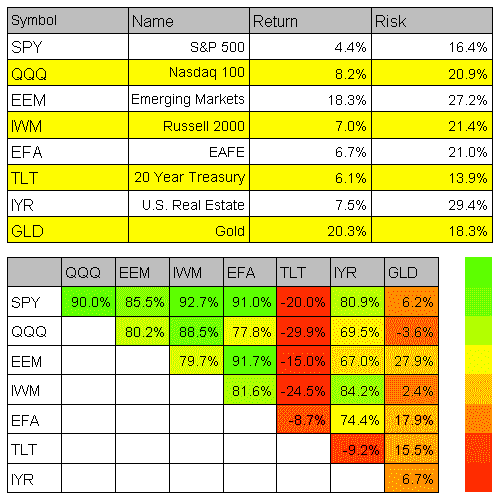 Symbol Name Return Risk
SPY S&P 500 4.4% 16.4%
QQQ Nasdaq 100 8.2% 20.9%
EEM Emerging Markets 18.3% 27.2%
IWM Russell 2000 7.0% 21.4%
EFA EAFE 6.7% 21.0%
TLT 20 Year Treasury 6.1% 13.9%
IYR U.S. Real Estate 7.5% 29.4%
GLD Gold 20.3% 18.3%
QQQ EEM IWM EFA TLT IYR GLD
SPY 90.0% 85.5% 92.7% 91.0% -20.0% 80.9% 6.2%
QQQ 80.2% 88.5% 77.8% -29.9% 69.5% -3.6%
EEM 79.7% 91.7% -15.0% 67.0% 27.9%
IWM 81.6% -24.5% 84.2% 2.4%
EFA -8.7% 74.4% 17.9%
TLT -9.2% 15.5%
IYR 6.7%